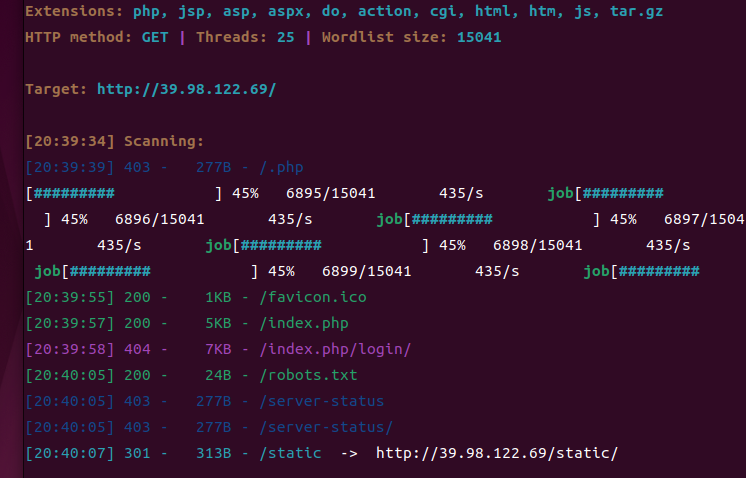 Extensions: php, jsp, asp, aspx, do, action, cgi, html, htm, js, tar.gz
HTTP method: GET | Threads: 25 | Wordlist size: 15041
Target: http://39.98.122.69/
[20:39:34] Scanning:
[20:39:39] 403 -   277B - /.php
[#########           ] 45%   6895/15041       435/s       job[#########
  ] 45%   6896/15041       435/s       job[#########           ] 45%   6897/1504
1       435/s       job[#########           ] 45%   6898/15041       435/s
 job[#########           ] 45%   6899/15041       435/s       job[#########
[20:39:55] 200 -    1KB - /favicon.ico
[20:39:57] 200 -    5KB - /index.php
[20:39:58] 404 -    7KB - /index.php/login/
[20:40:05] 200 -    24B - /robots.txt
[20:40:05] 403 -   277B - /server-status
[20:40:05] 403 -   277B - /server-status/
[20:40:07] 301 -   313B - /static  ->  http://39.98.122.69/static/